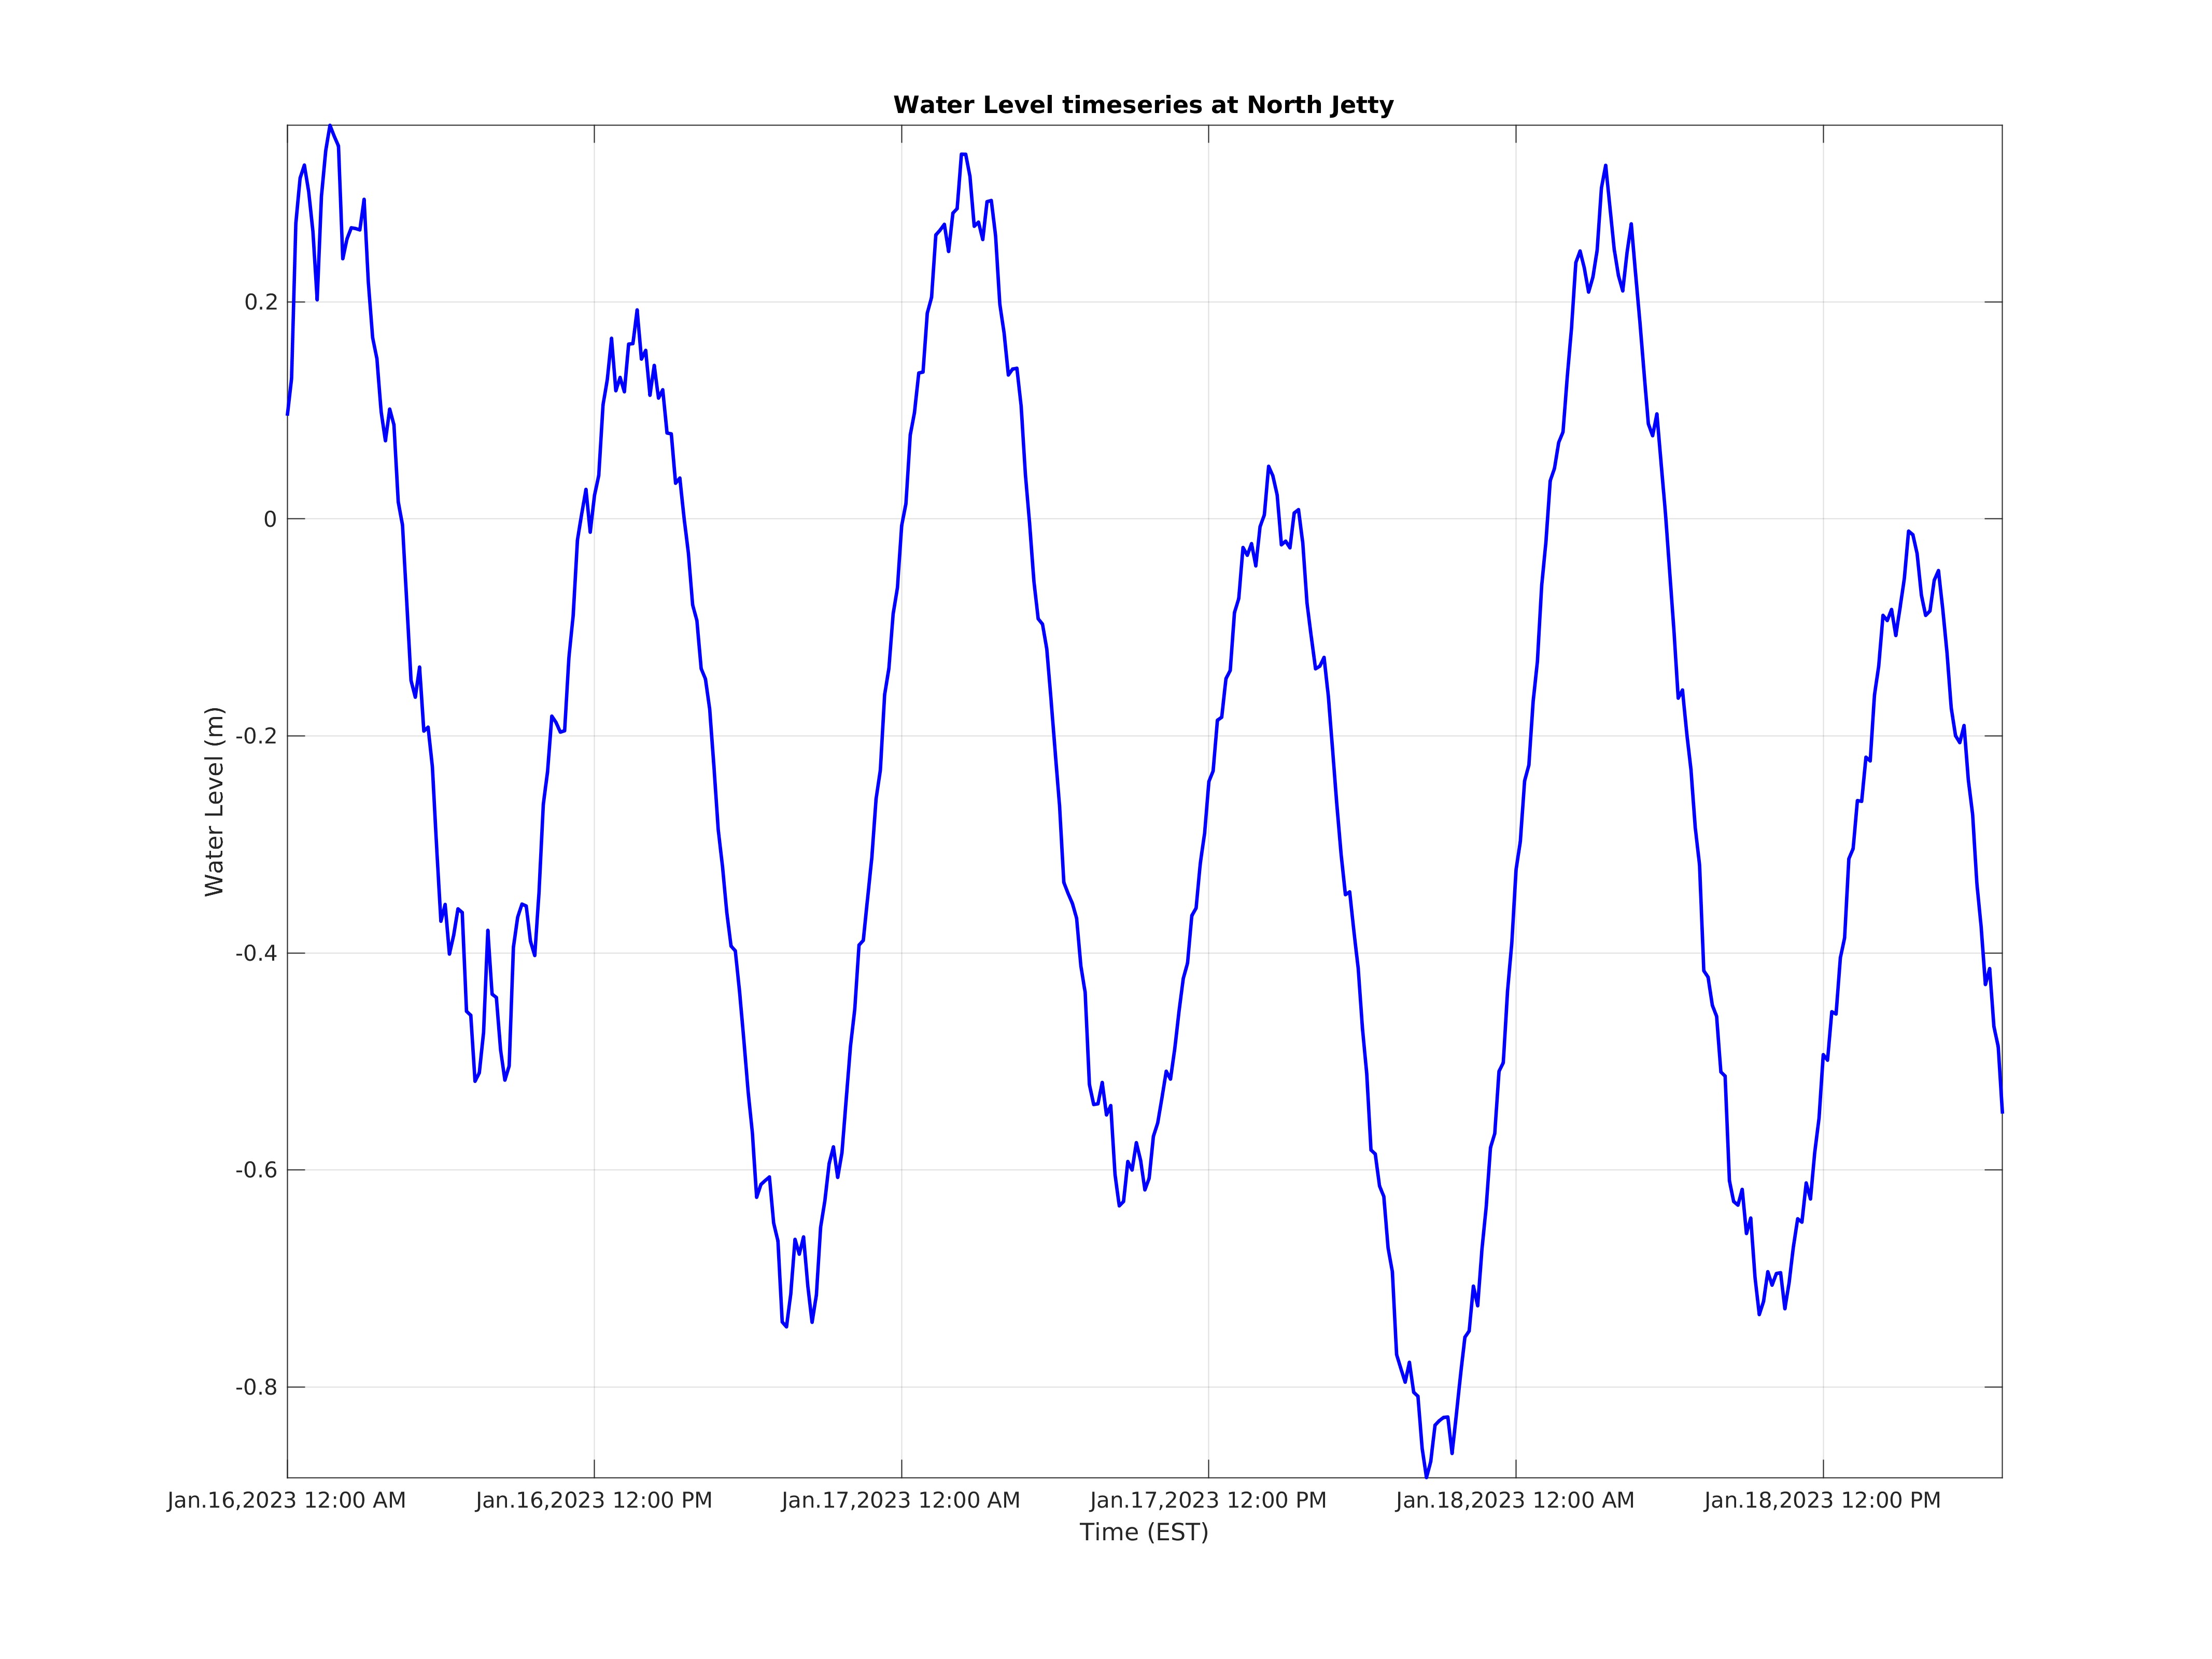 Water Level timeseries at North Jetty
Water Level (m)
0.2
0
-0.2
-0.4
-0.6
-0.8
Jan.16,2023 12:00 AM
Jan.16,2023 12:00 PM
Jan.17,2023 12:00 AM
Jan.17,2023 12:00 PM
Jan.18,2023 12:00 AM
Jan.18,2023 12:00 PM
Time (EST)